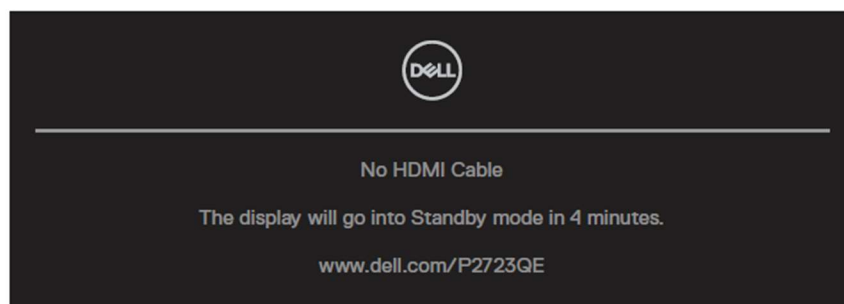 DELL
No HDMI Cable
The display will go into Standby mode in 4 minutes.
www.dell.com/P2723QE